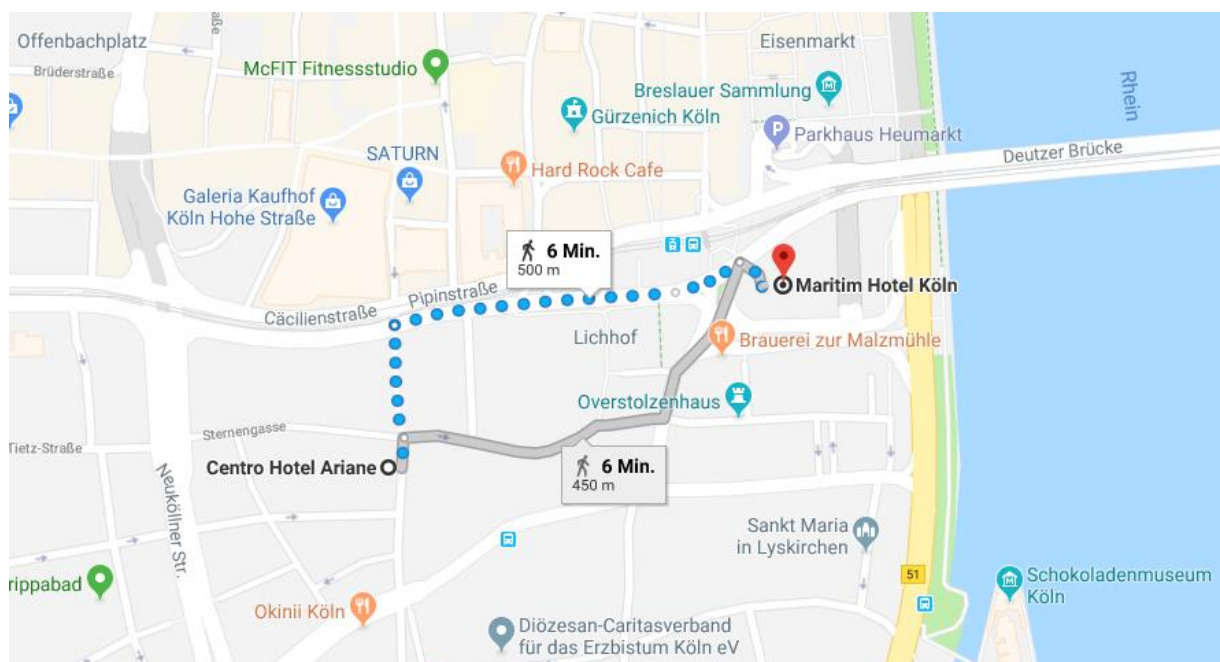 Offenbachplatz
Brüderstraße
McFIT Fitnessstudio
Eisenmarkt
Breslauer Sammlung
Rhein
Gürzenich Köln
Parkhaus Heumarkt
P
Deutzer Brücke
SATURN
Hard Rock Cafe
Galeria Kaufhof
Köln Hohe Straße
6 Min.
500 m
Pipinstraße
Cäcilienstraße
Maritim Hotel Köln
Lichhof
Brauerei zur Malzmühle
Overstolzenhaus
Sternengasse
Tietz-Straße
Centro Hotel Ariane
6 Min.
450 m
Neuköllner Str.
Sankt Maria
in Lyskirchen
51
Schokoladenmuseum
Köln
rippabad
Okinii Köln
Diözesan-Caritasverband
für das Erzbistum Köln eV